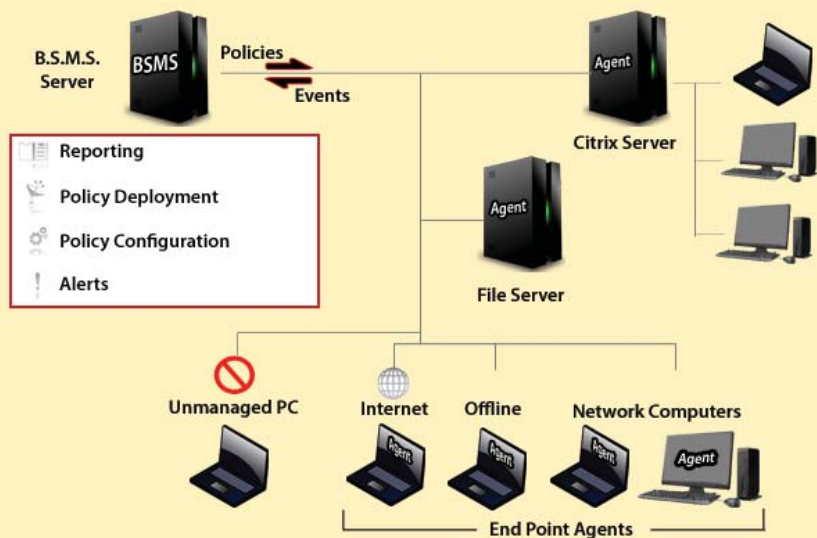 B.S.M.S.
Server
BSMS
Policies
Events
Agent
Citrix Server
Reporting
Policy Deployment
Policy Configuration
Alerts
Agent
File Server
Unmanaged PC
Internet
Offline
Network Computers
Agent
Agent
Agent
Agent
End Point Agents